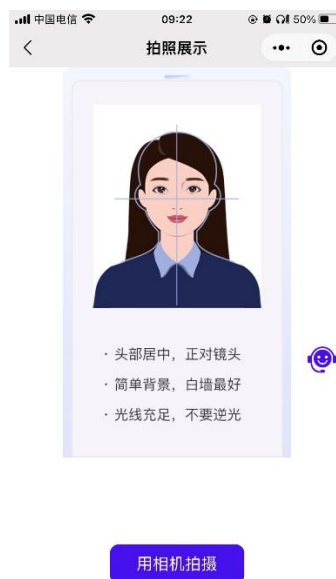 中国电信 09:22 50%
拍照展示
· 头部居中，正对镜头
· 简单背景，白墙最好
· 光线充足，不要逆光
用相机拍摄